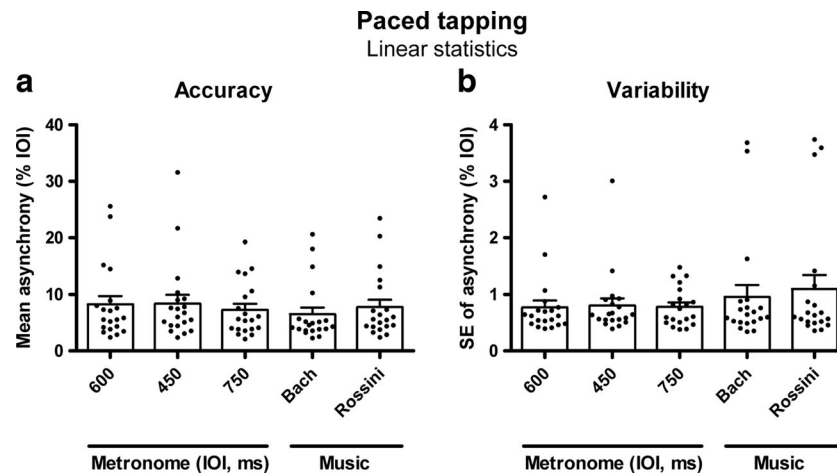 Paced tapping
Linear statistics
a
Accuracy
Mean asynchrony (% IOI)
40
30
20
10
0
600
450
750
Bach
Rossini
Metronome (IOI, ms)
Music
b
Variability
SE of asynchrony (% IOI)
4
3
2
1
0
600
450
750
Bach
Rossini
Metronome (IOI, ms)
Music